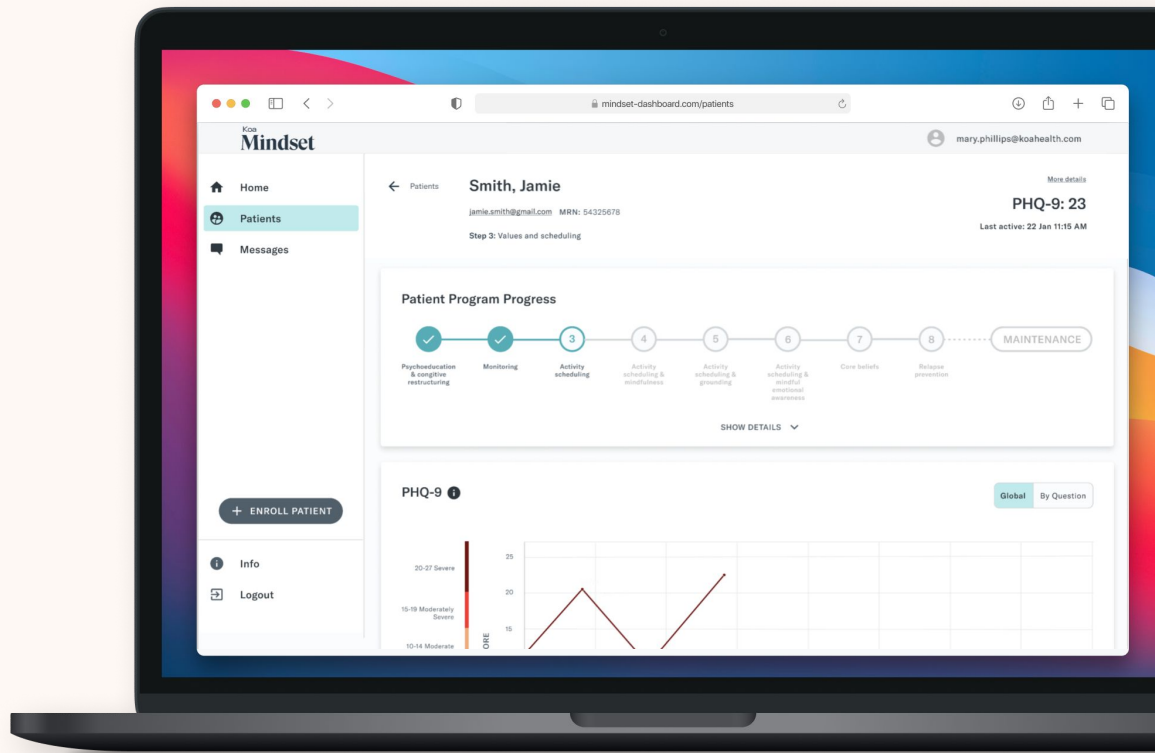 mindset-dashboard.com/patients
Koa
Mindset
mary.phillips@koahealth.com
Home
Patients
Messages
+ ENROLL PATIENT
Info
Logout
Patients
Smith, Jamie
jamie.smith@gmail.com MRN: 54325678
Step 3: Values and scheduling
More details
PHQ-9: 23
Last active: 22 Jan 11:15 AM
Patient Program Progress
3
4
5
6
7
8
MAINTENANCE
Psychoeducation
& congitive
restructuring
Monitoring
Activity
scheduling
Activity
scheduling &
mindfulness
Activity
scheduling &
grounding
Activity
scheduling &
mindful
emotional
awareness
Core beliefs
Relapse
prevention
SHOW DETAILS
PHQ-9
Global
By Question
20-27 Severe
15-19 Moderately
Severe
10-14 Moderate
25
20
15
ORE